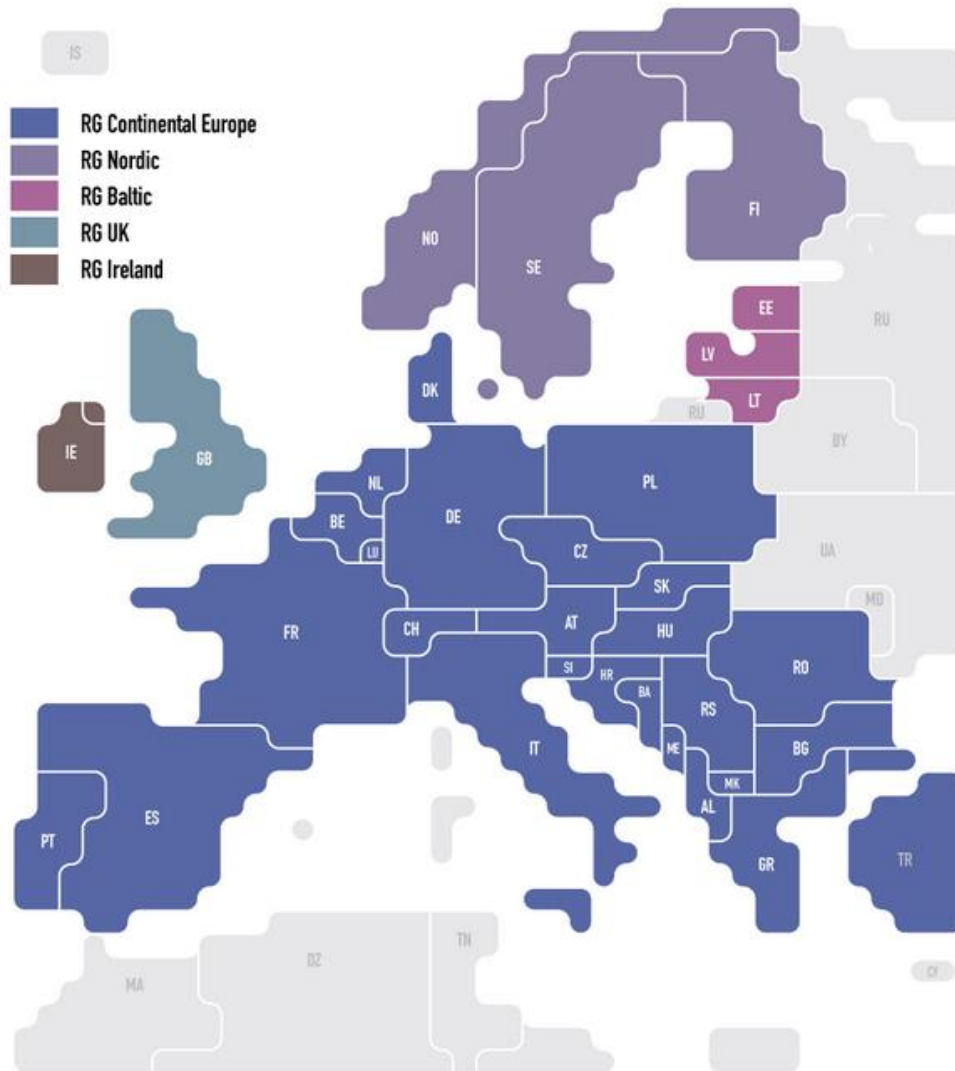 IS
RG Continental Europe
RG Nordic
RG Baltic
RG UK
RG Ireland
NO
SE
FI
EE
RU
LV
LT
RU
BY
DK
IE
GB
NL
BE
LU
DE
PL
CZ
UA
SK
MD
FR
CH
AT
HU
SI
HR
BA
RS
RO
IT
ME
MK
BG
AL
GR
TR
PT
ES
MA
DZ
TN
CY